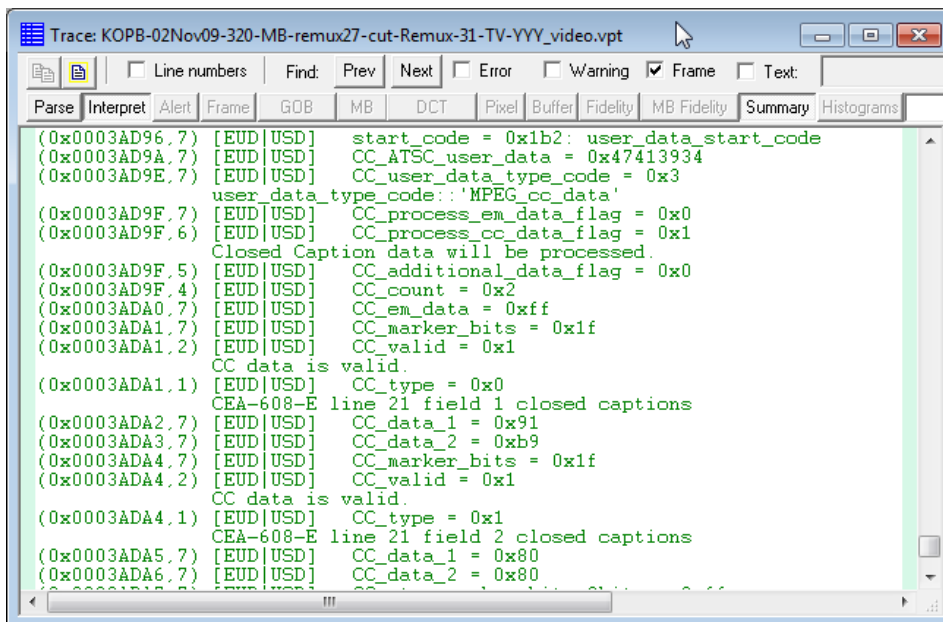 Trace: KOPB-02Nov09-320-MB-remux27-cut-Remux-31-TV-YYY_video.vpt
Line numbers Find: Prev Next Error Warning Frame Text:
Parse Interpret Alert Frame GOB MB DCT Pixel Buffer Fidelity MB Fidelity Summary Histograms
(0x0003AD96,7) [EUD|USD] start_code = 0x1b2: user_data_start_code
(0x0003AD9A,7) [EUD|USD] CC_ATSC_user_data = 0x47413934
(0x0003AD9E,7) [EUD|USD] CC_user_data_type_code = 0x3
user_data_type_code::'MPEG_cc_data'
(0x0003AD9F,7) [EUD|USD] CC_process_em_data_flag = 0x0
(0x0003AD9F,6) [EUD|USD] CC_process_cc_data_flag = 0x1
Closed Caption data will be processed.
(0x0003AD9F,5) [EUD|USD] CC_additional_data_flag = 0x0
(0x0003AD9F,4) [EUD|USD] CC_count = 0x2
(0x0003ADA0,7) [EUD|USD] CC_em_data = 0xff
(0x0003ADA1,7) [EUD|USD] CC_marker_bits = 0x1f
(0x0003ADA1,2) [EUD|USD] CC_valid = 0x1
CC data is valid.
(0x0003ADA1,1) [EUD|USD] CC_type = 0x0
CEA-608-E line 21 field 1 closed captions
(0x0003ADA2,7) [EUD|USD] CC_data_1 = 0x91
(0x0003ADA3,7) [EUD|USD] CC_data_2 = 0xb9
(0x0003ADA4,7) [EUD|USD] CC_marker_bits = 0x1f
(0x0003ADA4,2) [EUD|USD] CC_valid = 0x1
CC data is valid.
(0x0003ADA4,1) [EUD|USD] CC_type = 0x1
CEA-608-E line 21 field 2 closed captions
(0x0003ADA5,7) [EUD|USD] CC_data_1 = 0x80
(0x0003ADA6,7) [EUD|USD] CC_data_2 = 0x80